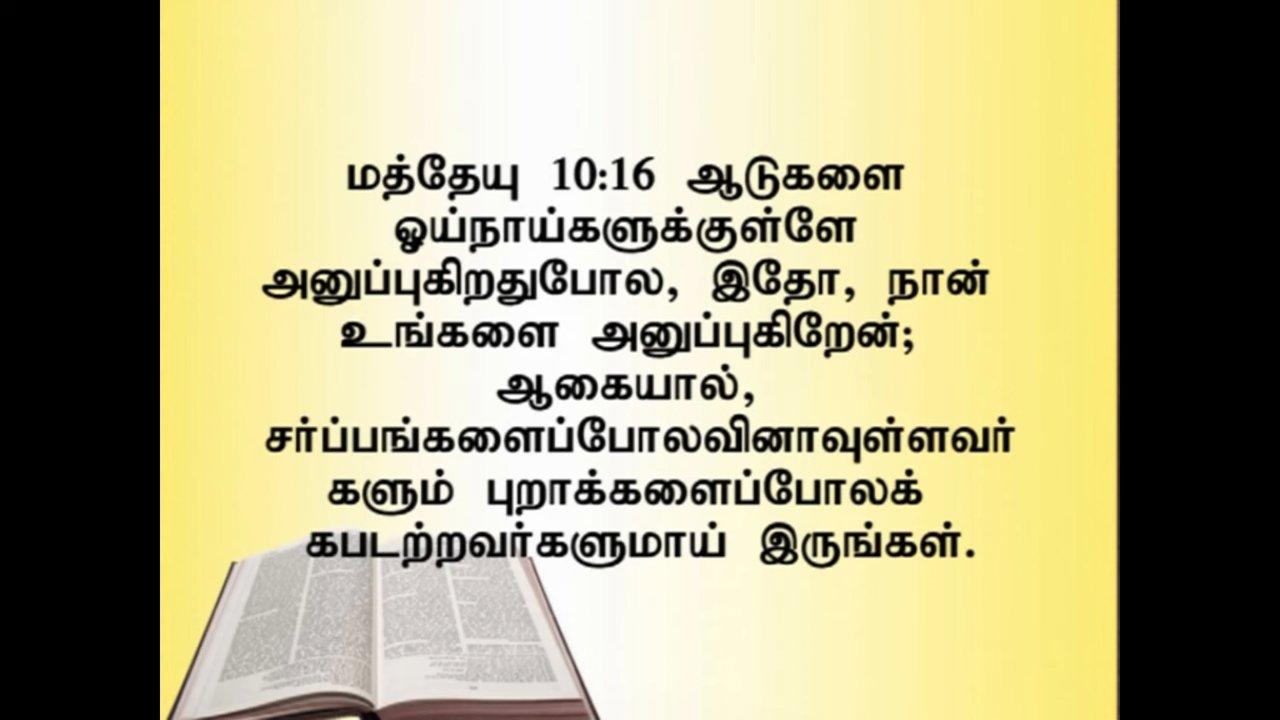 மத்தேயு 10:16 ஆடுகளை
ஓய்நாய்களுக்குள்ளே
அனுப்புகிறதுபோல, இதோ, நான்
உங்களை அனுப்புகிறேன்;
ஆகையால்,
சர்ப்பங்களைப்போலவினாவுள்ளவர்
களும் புறாக்களைப்போலக்
கபடற்றவர்களுமாய் இருங்கள்.